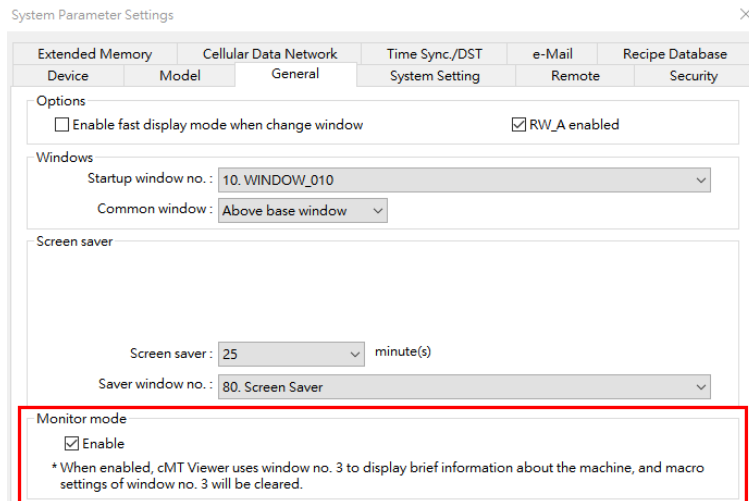 System Parameter Settings
Extended Memory Cellular Data Network Time Sync./DST e-Mail Recipe Database
Device Model General System Setting Remote Security
Options
Enable fast display mode when change window RW_A enabled
Windows
Startup window no. : 10. WINDOW_010
Common window : Above base window
Screen saver
Screen saver : 25 minute(s)
Saver window no. : 80. Screen Saver
Monitor mode
Enable
* When enabled, cMT Viewer uses window no. 3 to display brief information about the machine, and macro
settings of window no. 3 will be cleared.